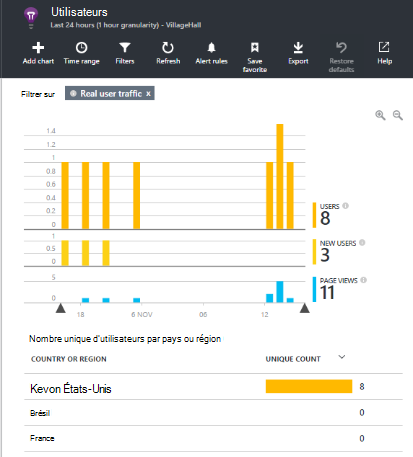 Utilisateurs
Last 24 hours (1 hour granularity) - VillageHall
Add chart
Time range
Filters
Refresh
Alert rules
Save favorite
Export
Restore defaults
Help
Filtrer sur
Real user traffic x
1.4
1.2
1
0.8
0.6
0.4
0.2
0
USERS
8
1
0.5
0
NEW USERS
3
5
0
PAGE VIEWS
11
18
6 NOV
06
12
Nombre unique d'utilisateurs par pays ou région
COUNTRY OR REGION
UNIQUE COUNT
Kevon États-Unis
8
Brésil
0
France
0